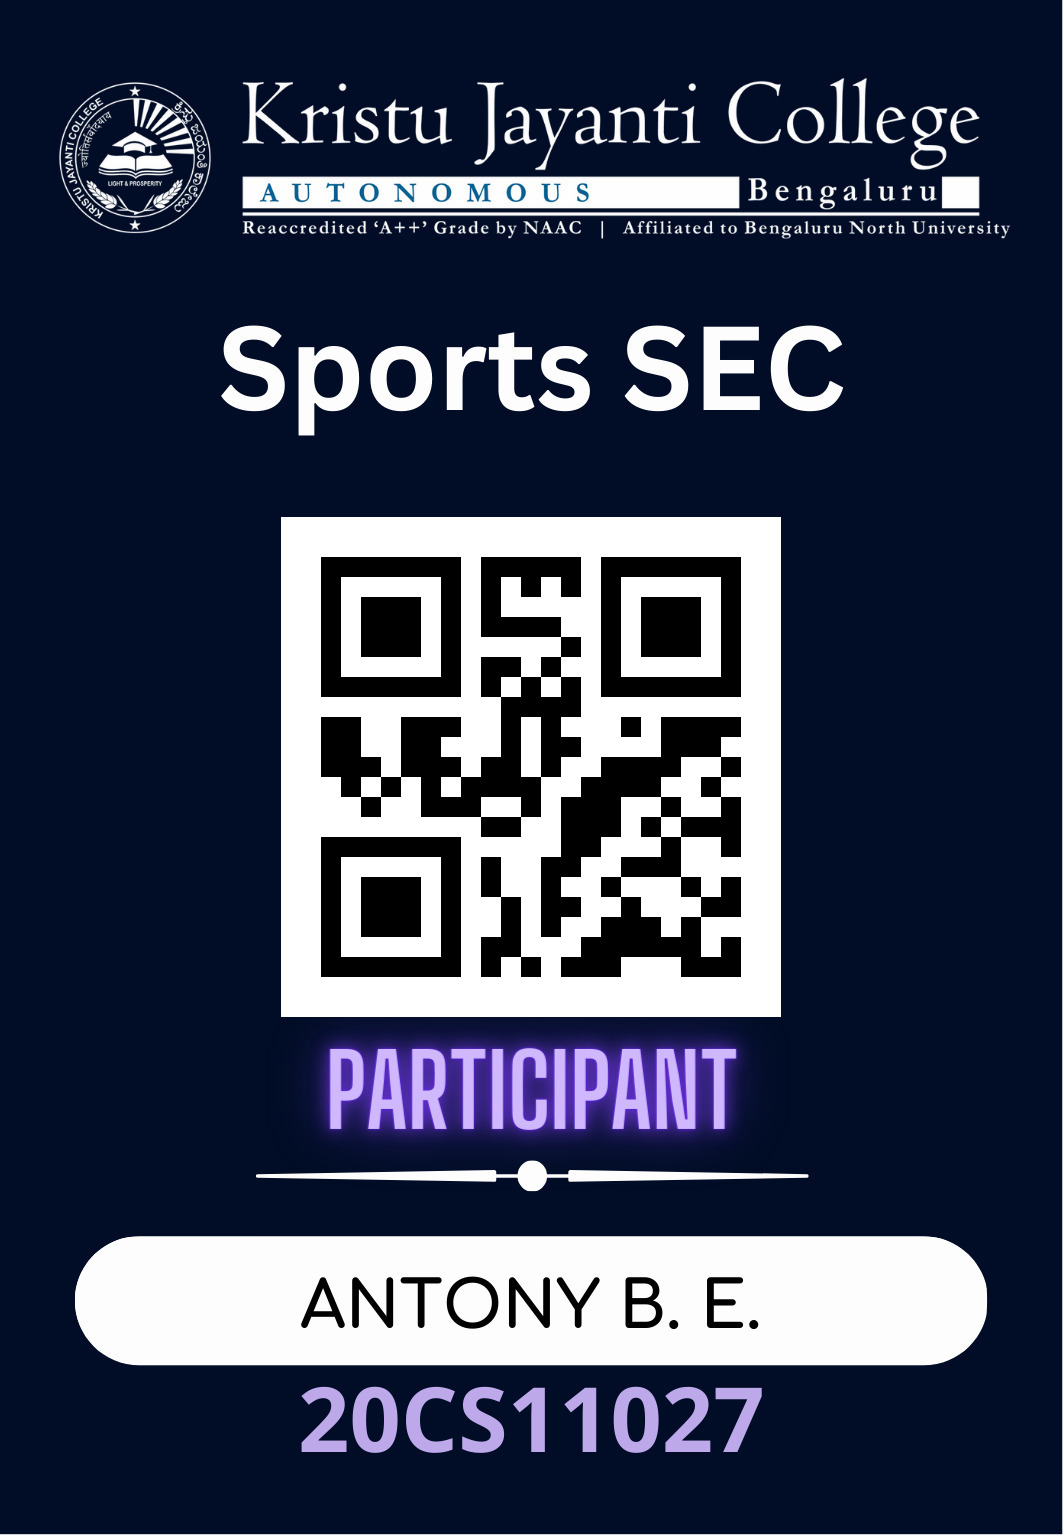 KRISTU JAYANTI COLLEGE
LIGHT & PROSPERITY
Kristu Jayanti College
AUTONOMOUS Bengaluru
Reaccredited ‘A++’ Grade by NAAC | Affiliated to Bengaluru North University
Sports SEC
PARTICIPANT
ANTONY B. E.
20CS11027